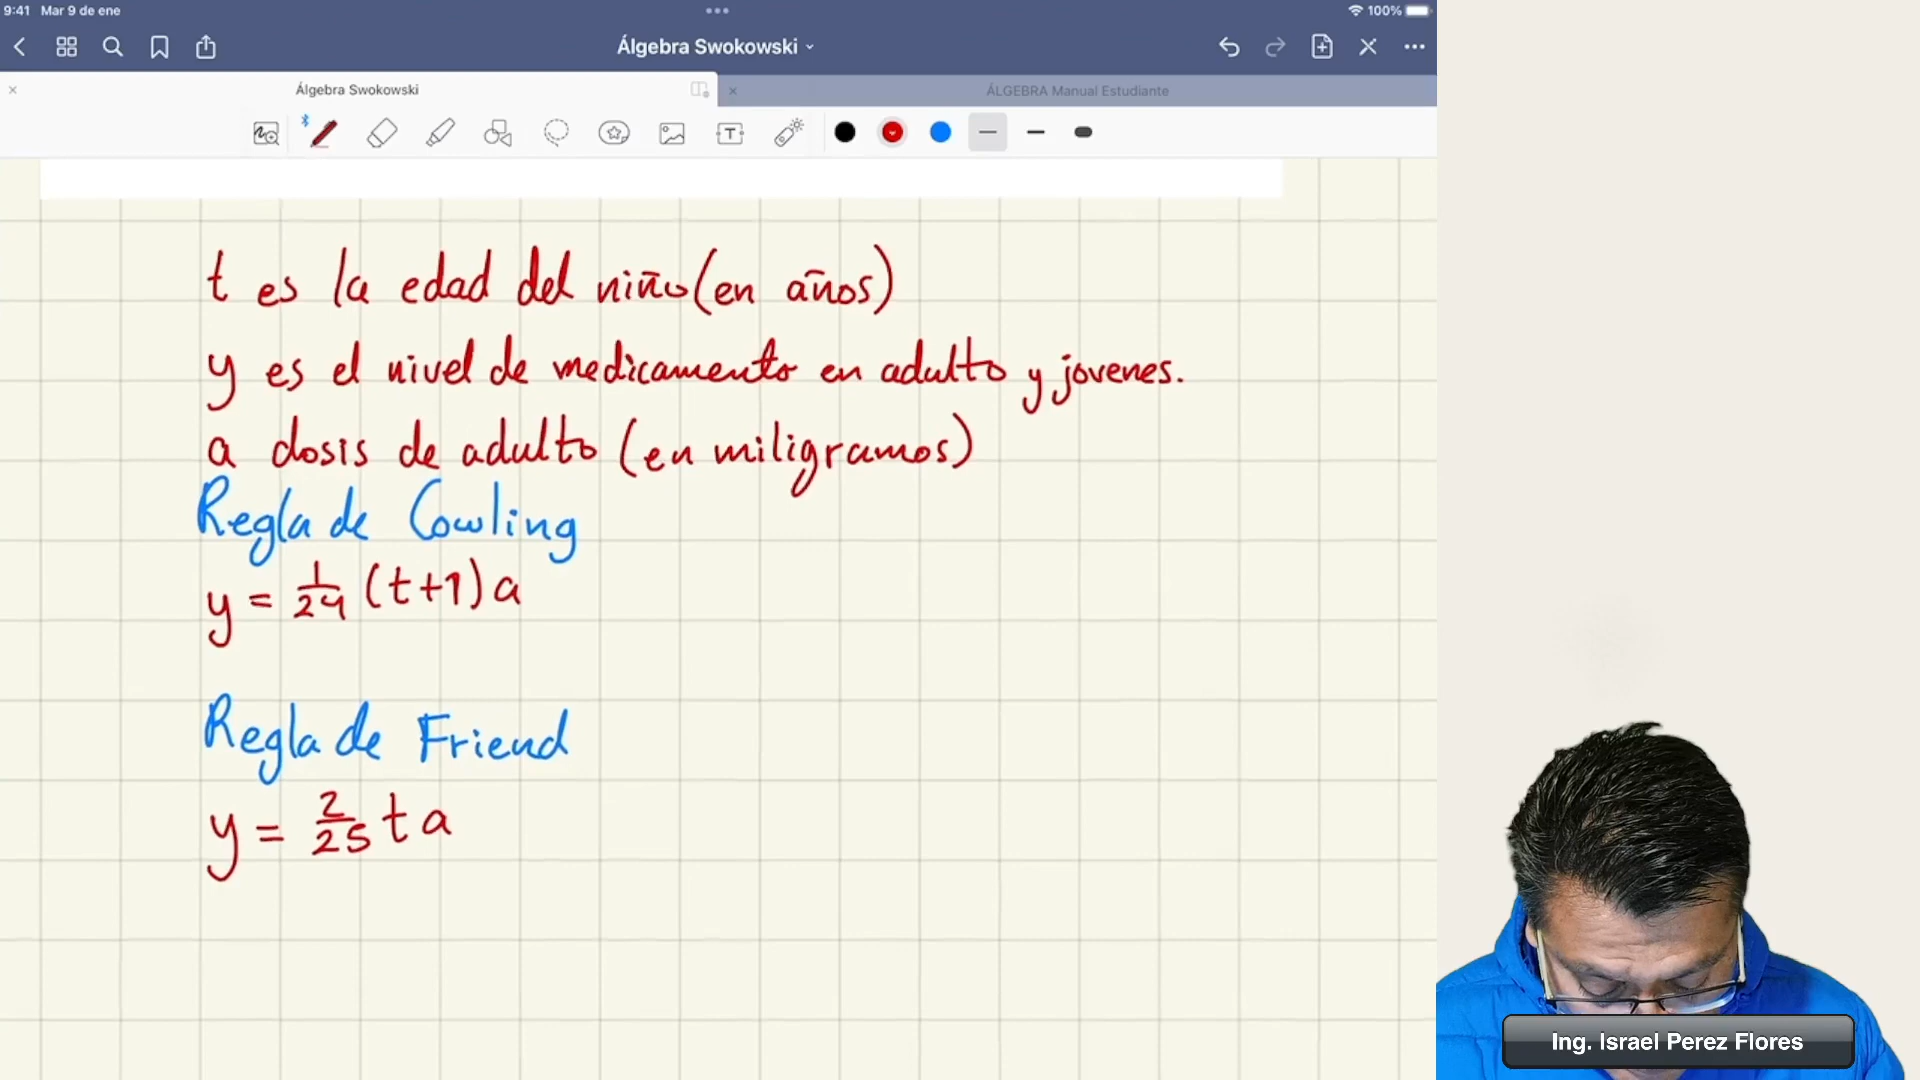 9:41 Mar 9 de ene
100%
Álgebra Swokowski
Álgebra Swokowski
ÁLGEBRA Manual Estudiante
T
t es la edad del niño (en años)
y es el nivel de medicamento en adulto y jovenes.
a dosis de adulto (en miligramos)
Regla de Cowling
y = 1/24 (t+1) a
Regla de Friend
y = 2/25 t a
Ing. Israel Perez Flores